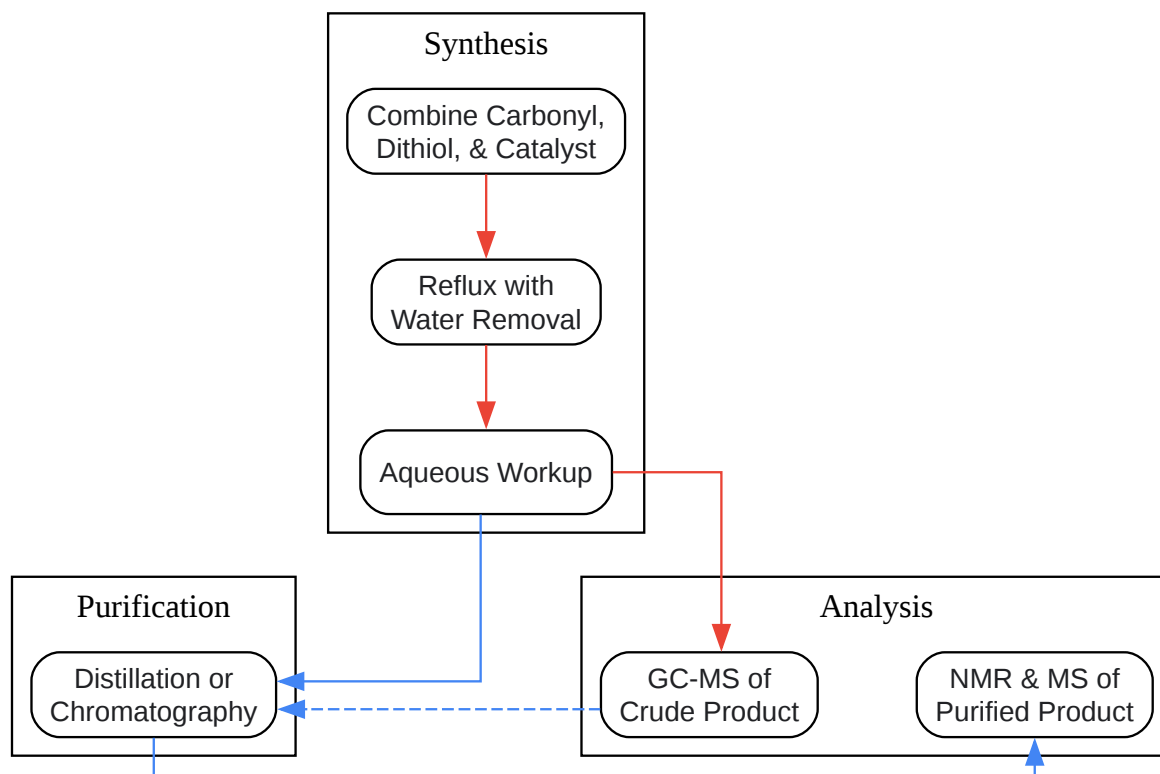 Synthesis
Combine Carbonyl,
Dithiol, & Catalyst
Reflux with
Water Removal
Aqueous Workup
Purification
Distillation or
Chromatography
Analysis
GC-MS of
Crude Product
NMR & MS of
Purified Product